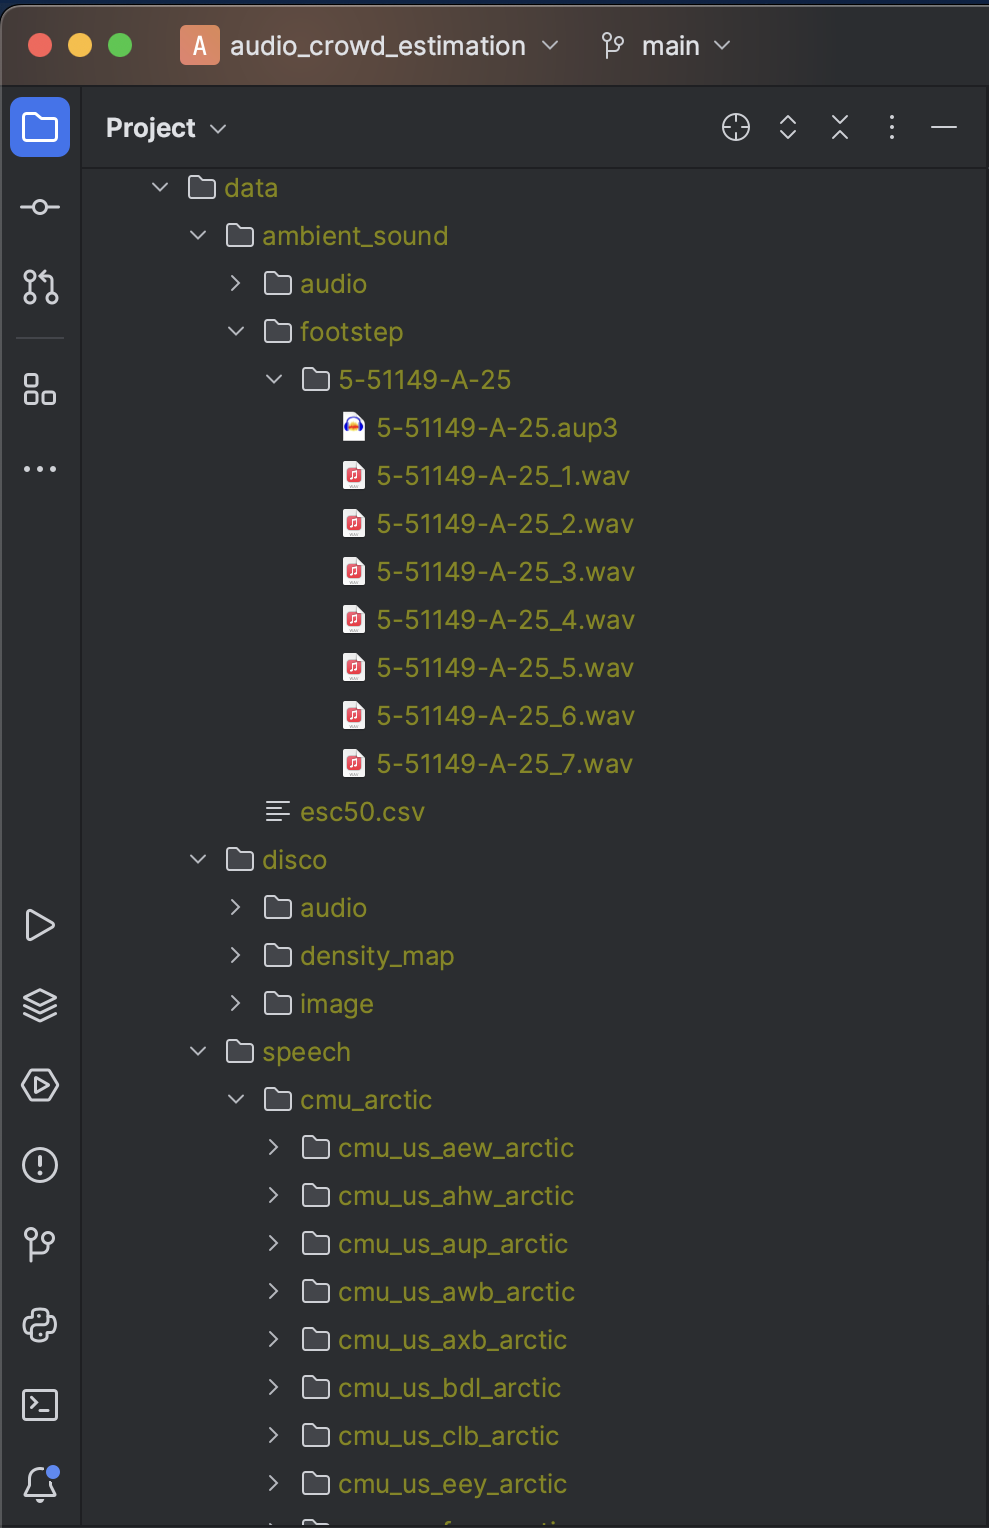 A audio_crowd_estimation main
Project
data
ambient_sound
audio
footstep
5-51149-A-25
5-51149-A-25.aup3
5-51149-A-25_1.wav
5-51149-A-25_2.wav
5-51149-A-25_3.wav
5-51149-A-25_4.wav
5-51149-A-25_5.wav
5-51149-A-25_6.wav
5-51149-A-25_7.wav
esc50.csv
disco
audio
density_map
image
speech
cmu_arctic
cmu_us_aew_arctic
cmu_us_ahw_arctic
cmu_us_aup_arctic
cmu_us_awb_arctic
cmu_us_axb_arctic
cmu_us_bdl_arctic
cmu_us_clb_arctic
cmu_us_eey_arctic